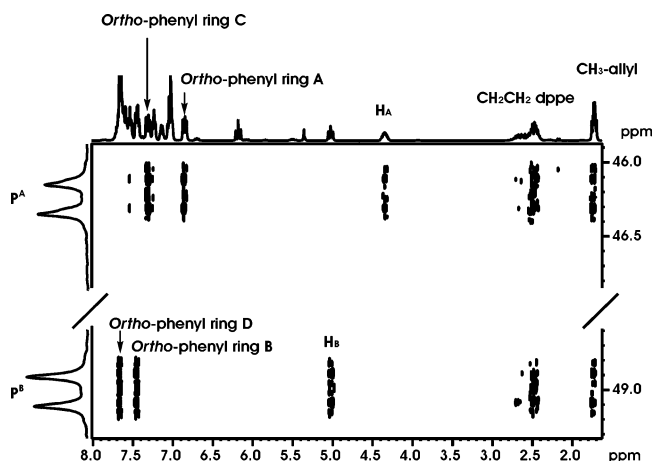 Ortho-phenyl ring C
Ortho-phenyl ring A
HA
CH2CH2 dppe
CH3-allyl
ppm
46.0
PA
46.5
Ortho-phenyl ring D
Ortho-phenyl ring B
HB
PB
49.0
8.0 7.5 7.0 6.5 6.0 5.5 5.0 4.5 4.0 3.5 3.0 2.5 2.0 ppm